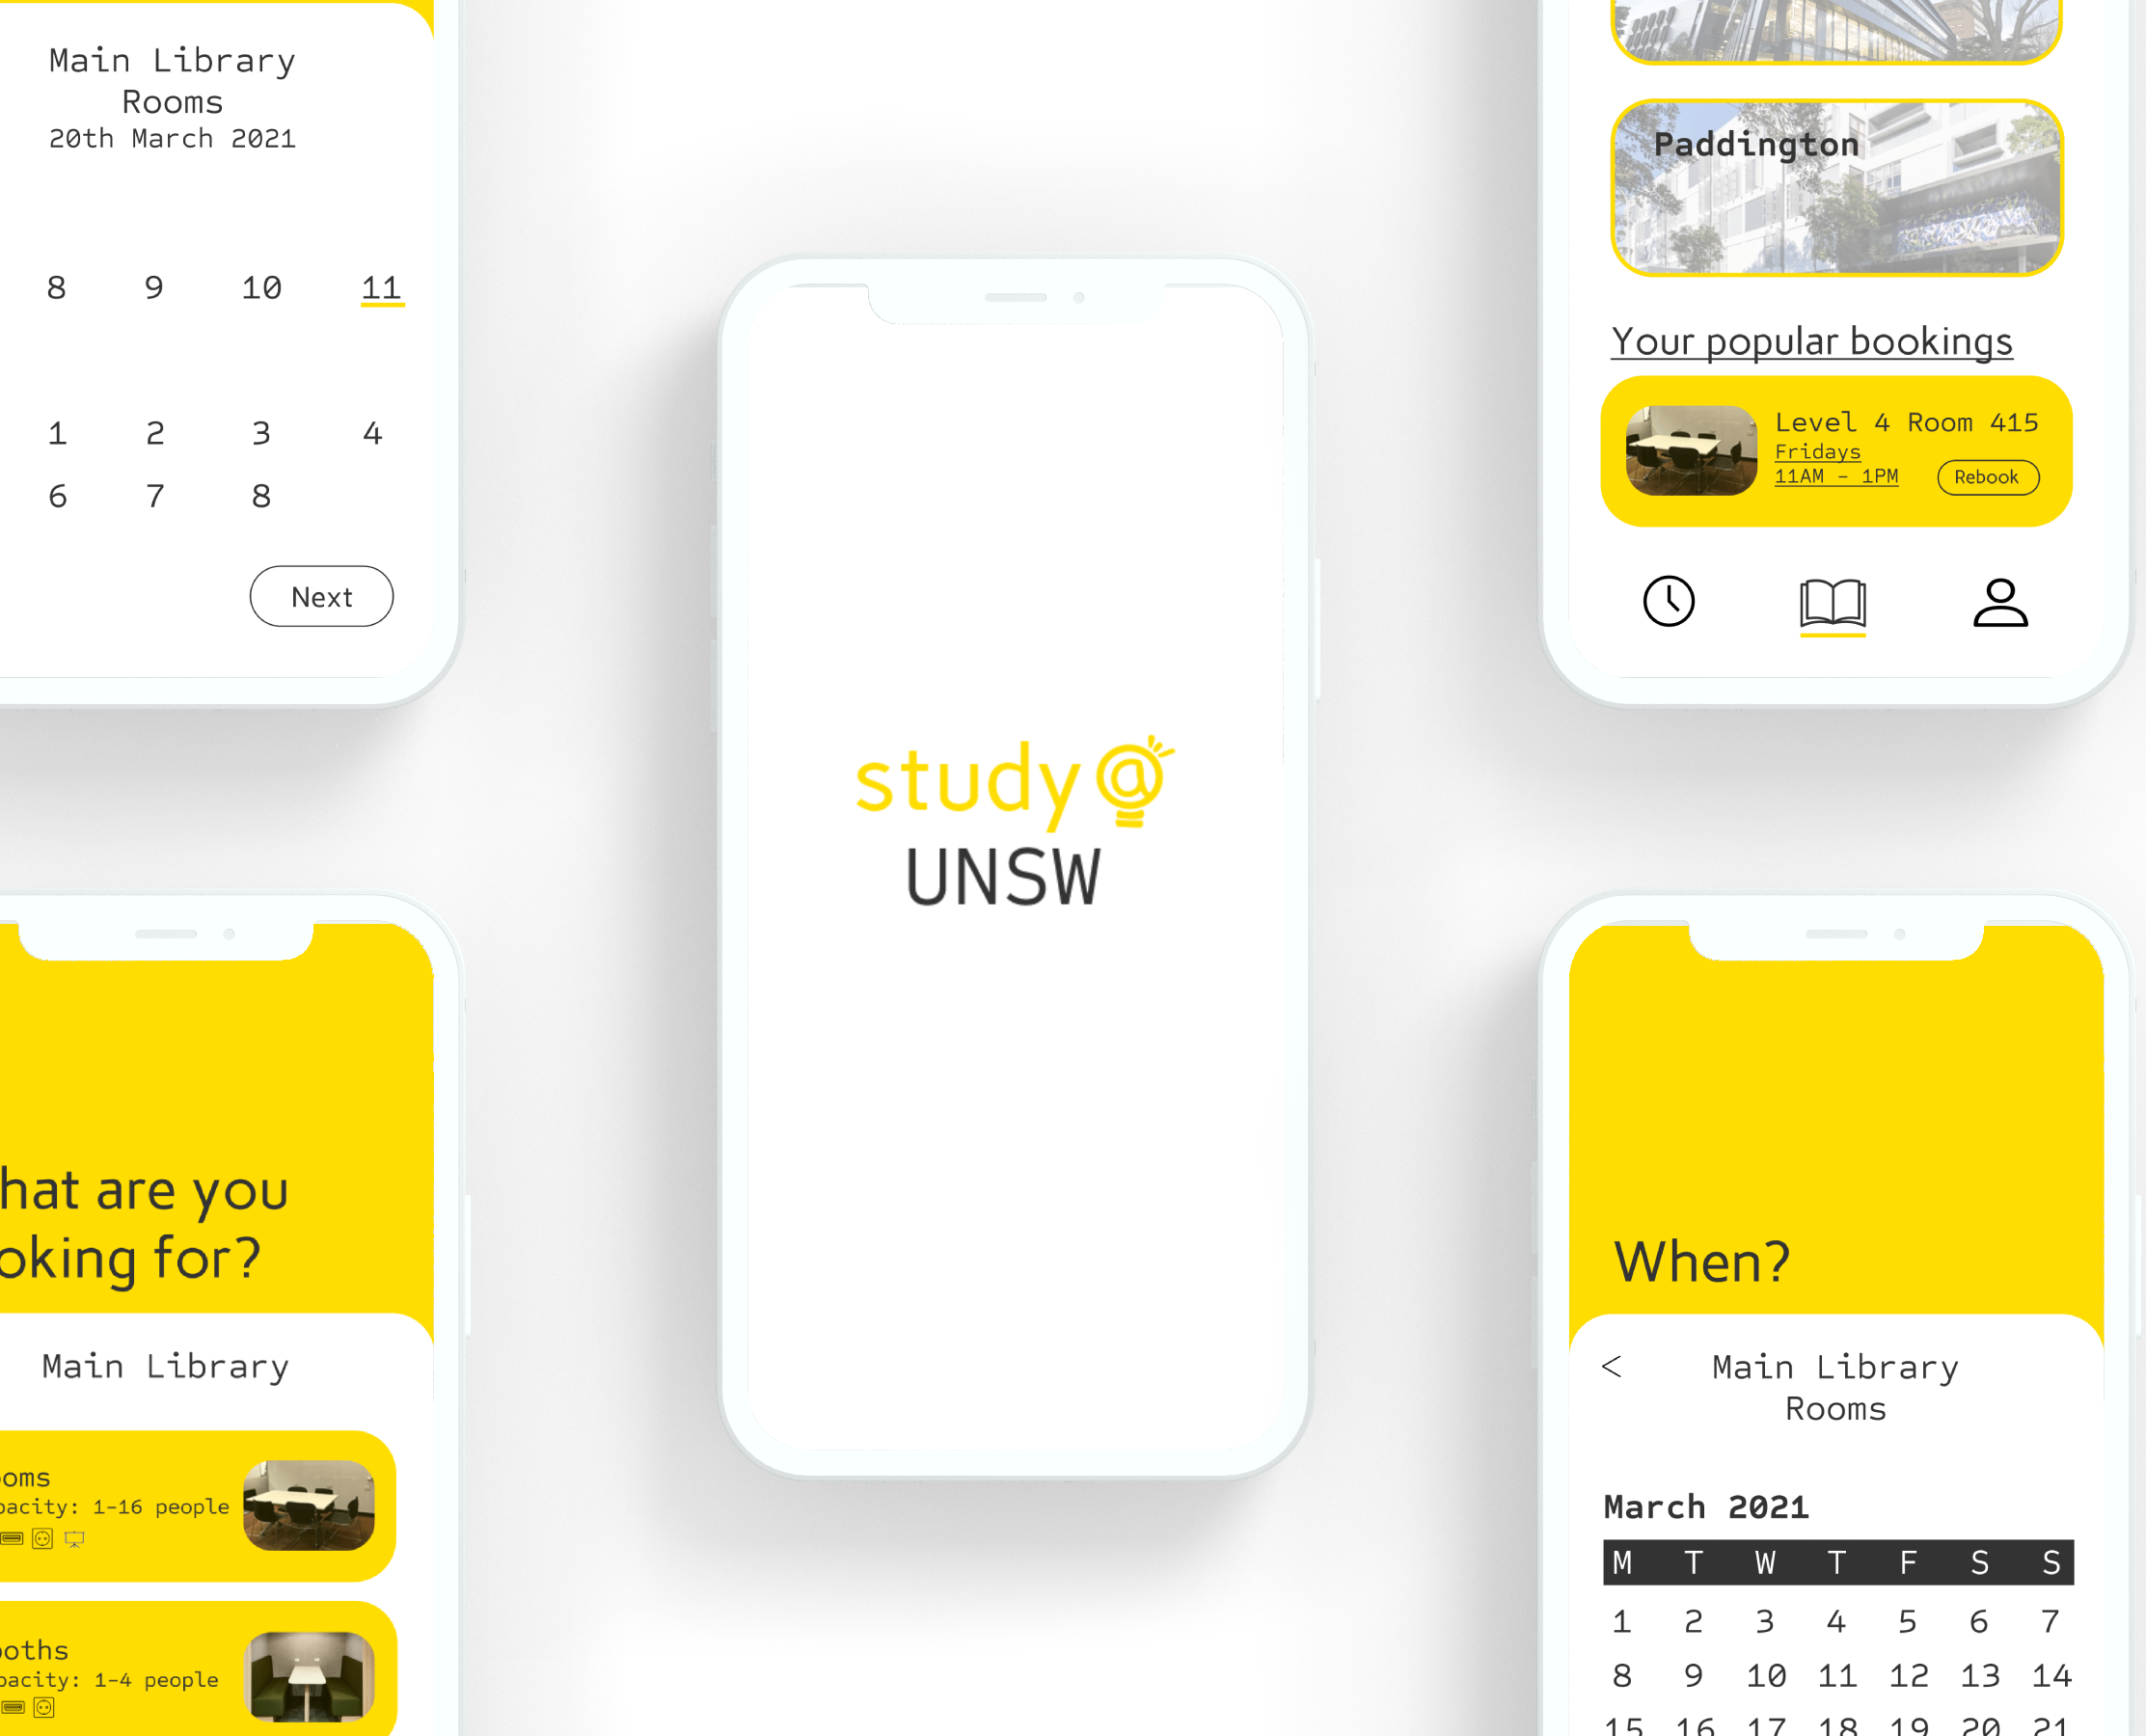 Main Library
Rooms
20th March 2021
8 9 10 11
1 2 3 4
6 7 8
Next
study@
UNSW
Paddington
Your popular bookings
Level 4 Room 415
Fridays
11AM - 1PM
Rebook
hat are you
oking for?
Main Library
oms
pacity: 1-16 people
oths
pacity: 1-4 people
When?
<
Main Library
Rooms
March 2021
M T W T F S S
1 2 3 4 5 6 7
8 9 10 11 12 13 14
15 16 17 18 19 20 21